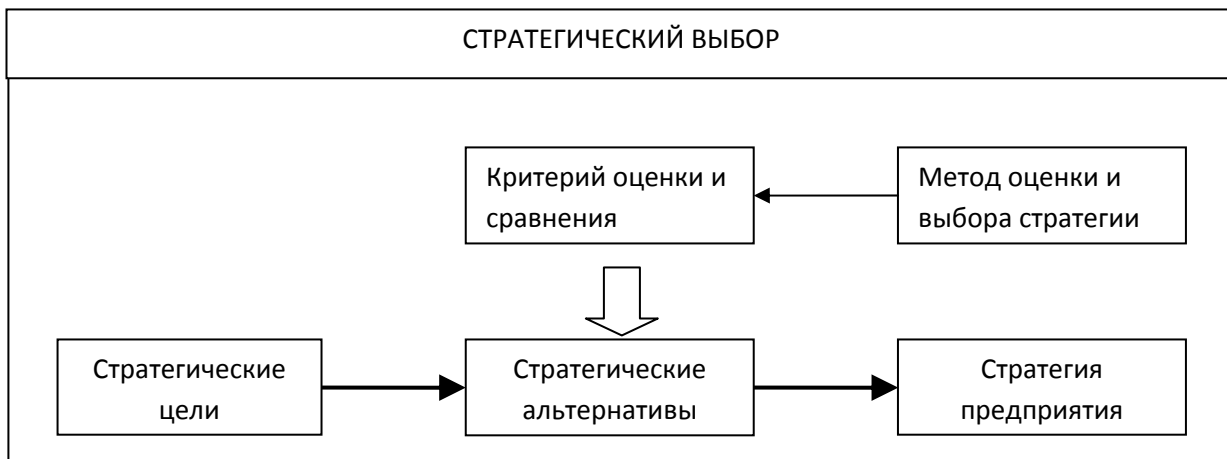 СТРАТЕГИЧЕСКИЙ ВЫБОР
Критерий оценки и
сравнения
Метод оценки и
выбора стратегии
Стратегические
цели
Стратегические
альтернативы
Стратегия
предприятия